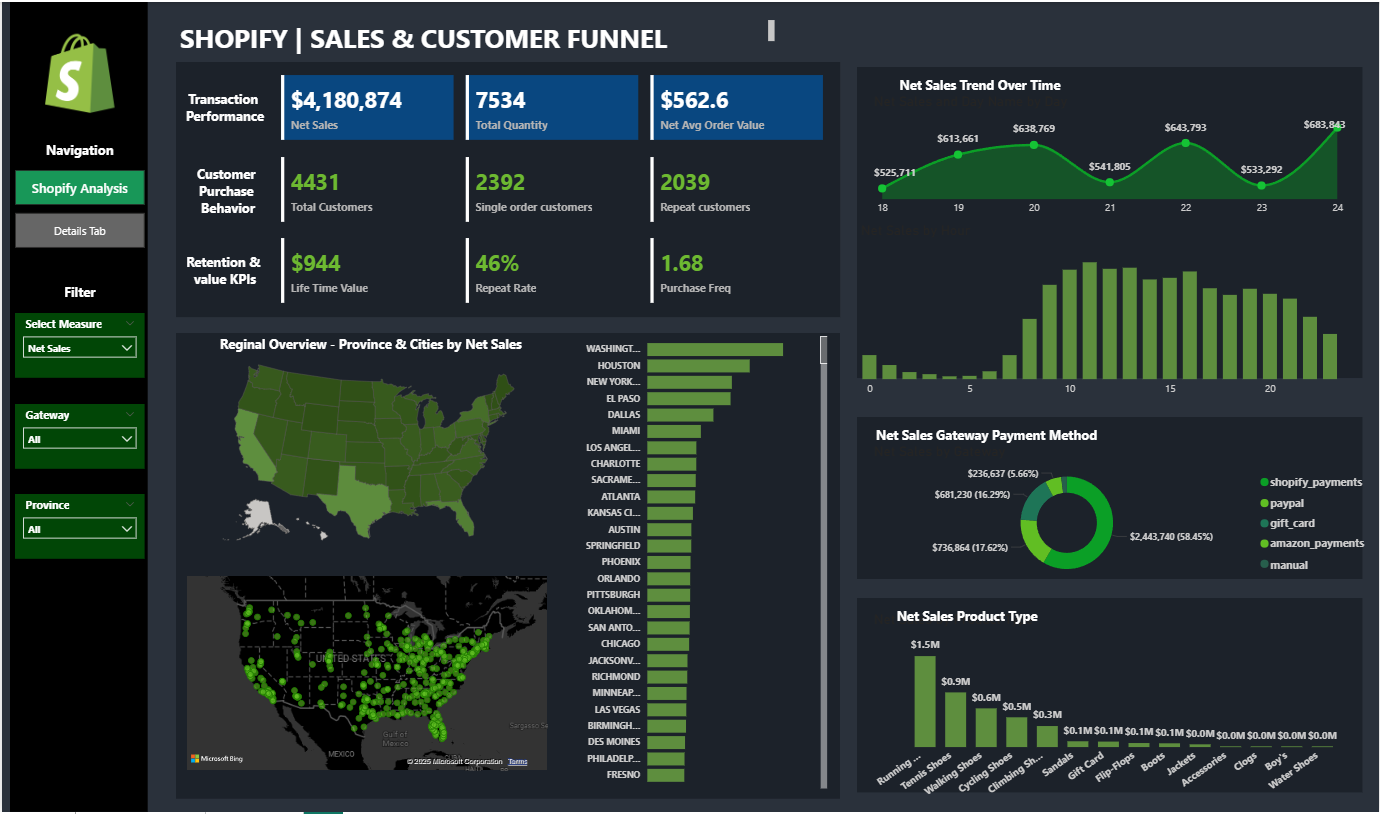 SHOPIFY | SALES & CUSTOMER FUNNEL
S
Navigation
Shopify Analysis
Details Tab
Filter
Select Measure
Net Sales
Gateway
All
Province
All
Transaction
Performance
$4,180,874
Net Sales
7534
Total Quantity
$562.6
Net Avg Order Value
Customer
Purchase
Behavior
4431
Total Customers
2392
Single order customers
2039
Repeat customers
Retention &
value KPIs
$944
Life Time Value
46%
Repeat Rate
1.68
Purchase Freq
Reginal Overview - Province & Cities by Net Sales
WASHINGT...
HOUSTON
NEW YORK...
EL PASO
DALLAS
MIAMI
LOS ANGEL...
CHARLOTTE
SACRAME...
ATLANTA
KANSAS CI...
AUSTIN
SPRINGFIELD
PHOENIX
ORLANDO
PITTSBURGH
OKLAHOM...
SAN ANTO...
CHICAGO
JACKSONV...
RICHMOND
MINNEAP...
LAS VEGAS
BIRMINGH...
DES MOINES
PHILADELP...
FRESNO
UNITED STATES
MEXICO
Gulf of
Mexico
Sargasso Se
Microsoft Bing
© 2025 Microsoft Corporation Terms
Net Sales Trend Over Time
$525,711
$613,661
$638,769
$541,805
$643,793
$533,292
$683,843
18 19 20 21 22 23 24
0 5 10 15 20
Net Sales Gateway Payment Method
$236,637 (5.66%)
$681,230 (16.29%)
$736,864 (17.62%)
$2,443,740 (58.45%)
shopify_payments
paypal
gift_card
amazon_payments
manual
Net Sales Product Type
$1.5M
$0.9M
$0.6M
$0.5M
$0.3M
$0.1M
$0.1M
$0.1M
$0.1M
$0.0M
$0.0M
$0.0M
$0.0M
$0.0M
Running ...
Tennis Shoes
Walking Shoes
Cycling Shoes
Climbing Sh...
Sandals
Gift Card
Flip-Flops
Boots
Jackets
Accessories
Clogs
Boy's
Water Shoes